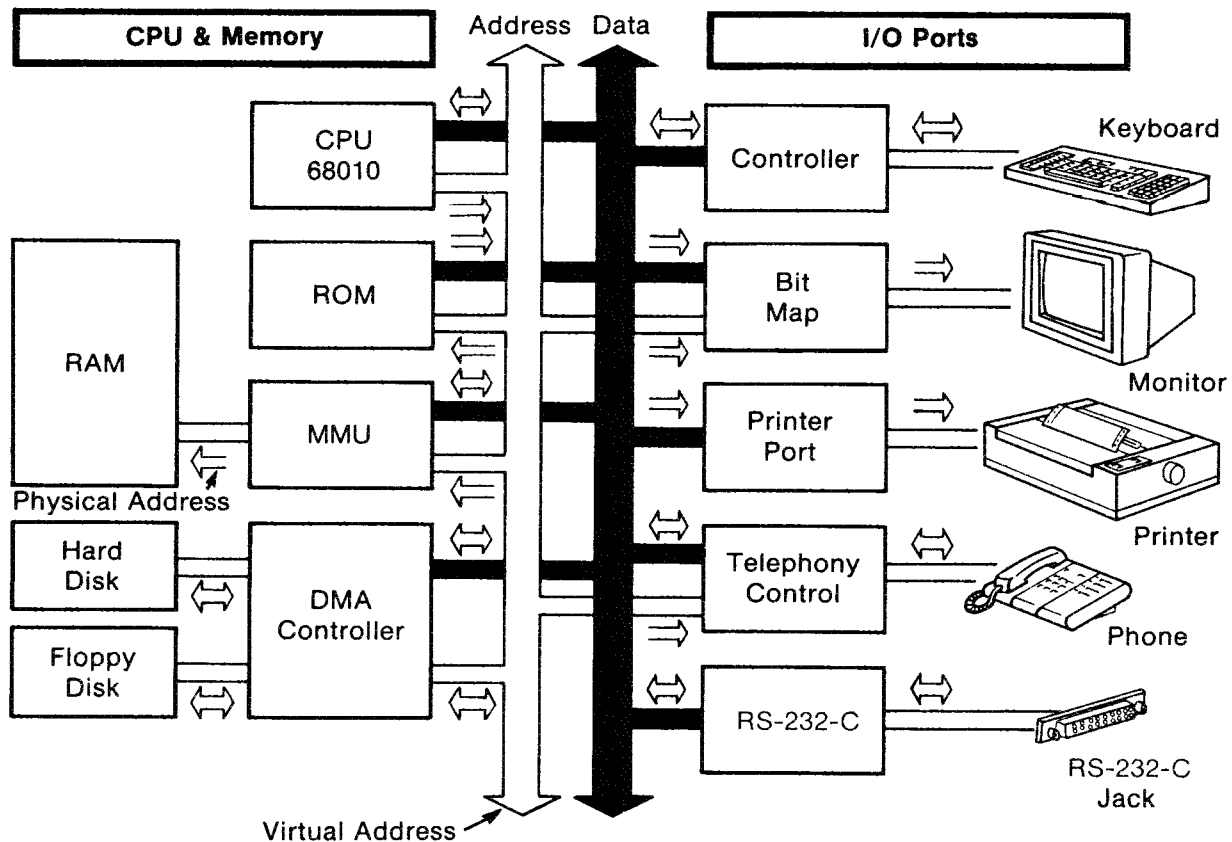 CPU & Memory
Address Data
I/O Ports
CPU
68010
Controller
Keyboard
ROM
Bit
Map
RAM
Monitor
MMU
Printer
Port
Physical Address
Printer
Hard
Disk
DMA
Controller
Telephony
Control
Phone
Floppy
Disk
RS-232-C
RS-232-C
Jack
Virtual Address